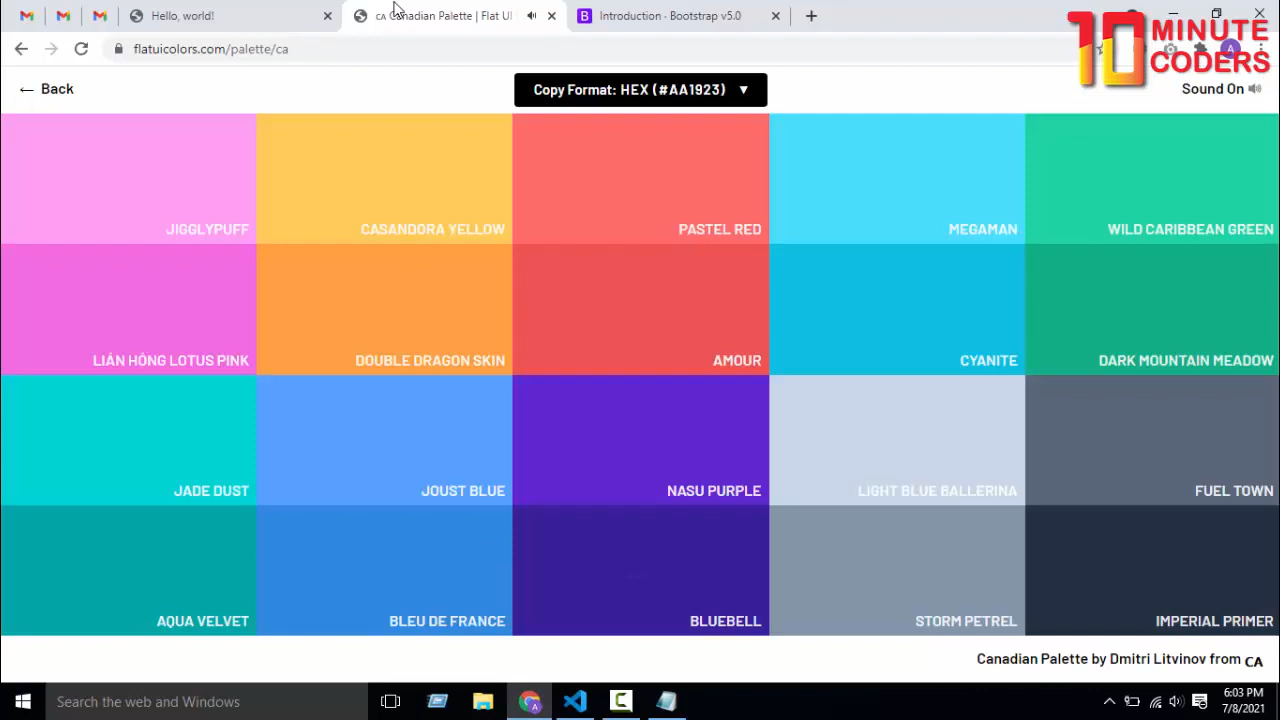 Hello, world!
CA Canadian Palette | Flat UI
Introduction · Bootstrap v5.0
flatuicolors.com/palette/ca
10 MINUTE CODERS
← Back
Copy Format: HEX (#AA1923) ▼
Sound On
JIGGLYPUFF
CASANDORA YELLOW
PASTEL RED
MEGAMAN
WILD CARIBBEAN GREEN
LIÁN HÓNG LOTUS PINK
DOUBLE DRAGON SKIN
AMOUR
CYANITE
DARK MOUNTAIN MEADOW
JADE DUST
JOUST BLUE
NASU PURPLE
LIGHT BLUE BALLERINA
FUEL TOWN
AQUA VELVET
BLEU DE FRANCE
BLUEBELL
STORM PETREL
IMPERIAL PRIMER
Canadian Palette by Dmitri Litvinov from CA
Search the web and Windows
6:03 PM
7/8/2021